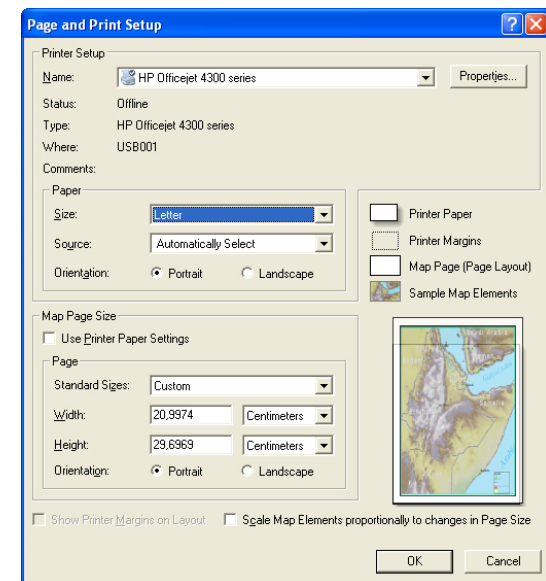 Page and Print Setup
Printer Setup
Name: HP Officejet 4300 series Properties...
Status: Offline
Type: HP Officejet 4300 series
Where: USB001
Comments:
Paper
Size: Letter
Source: Automatically Select
Orientation: Portrait Landscape
Printer Paper
Printer Margins
Map Page (Page Layout)
Sample Map Elements
Map Page Size
Use Printer Paper Settings
Page
Standard Sizes: Custom
Width: 20,9974 Centimeters
Height: 29,6969 Centimeters
Orientation: Portrait Landscape
Show Printer Margins on Layout Scale Map Elements proportionally to changes in Page Size
OK Cancel